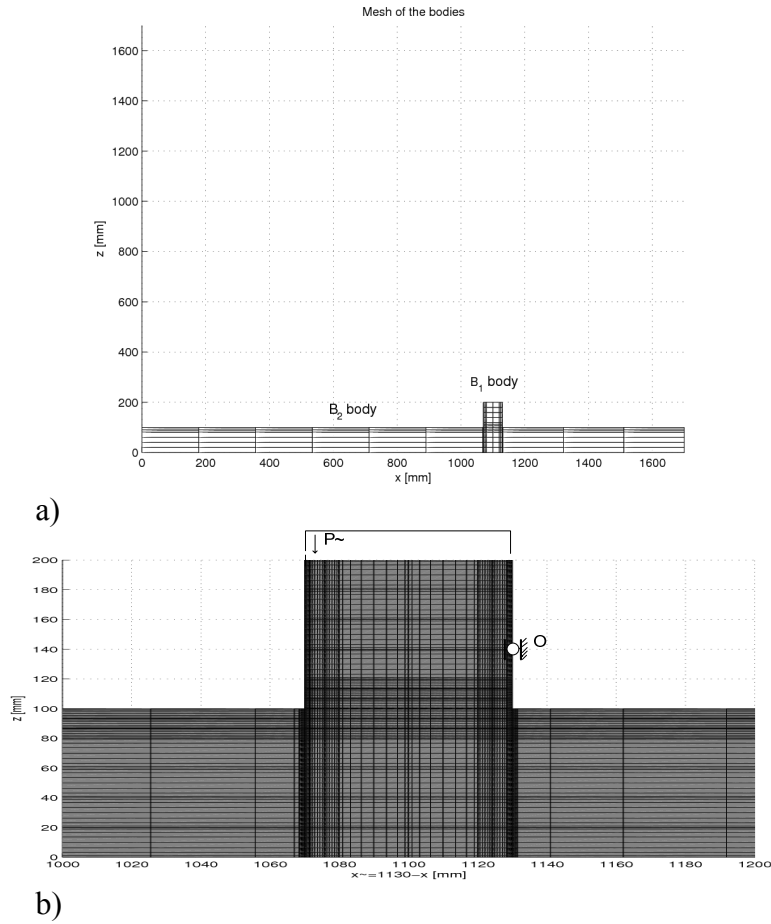 Mesh of the bodies
1600
1400
1200
1000
800
600
400
200
0
z [mm]
B1 body
B2 body
0 200 400 600 800 1000 1200 1400 1600
x [mm]
a)
P~
200
180
160
140
120
100
80
60
40
20
0
z [mm]
O
1000 1020 1040 1060 1080 1100 1120 1140 1160 1180 1200
x~=1130-x [mm]
b)